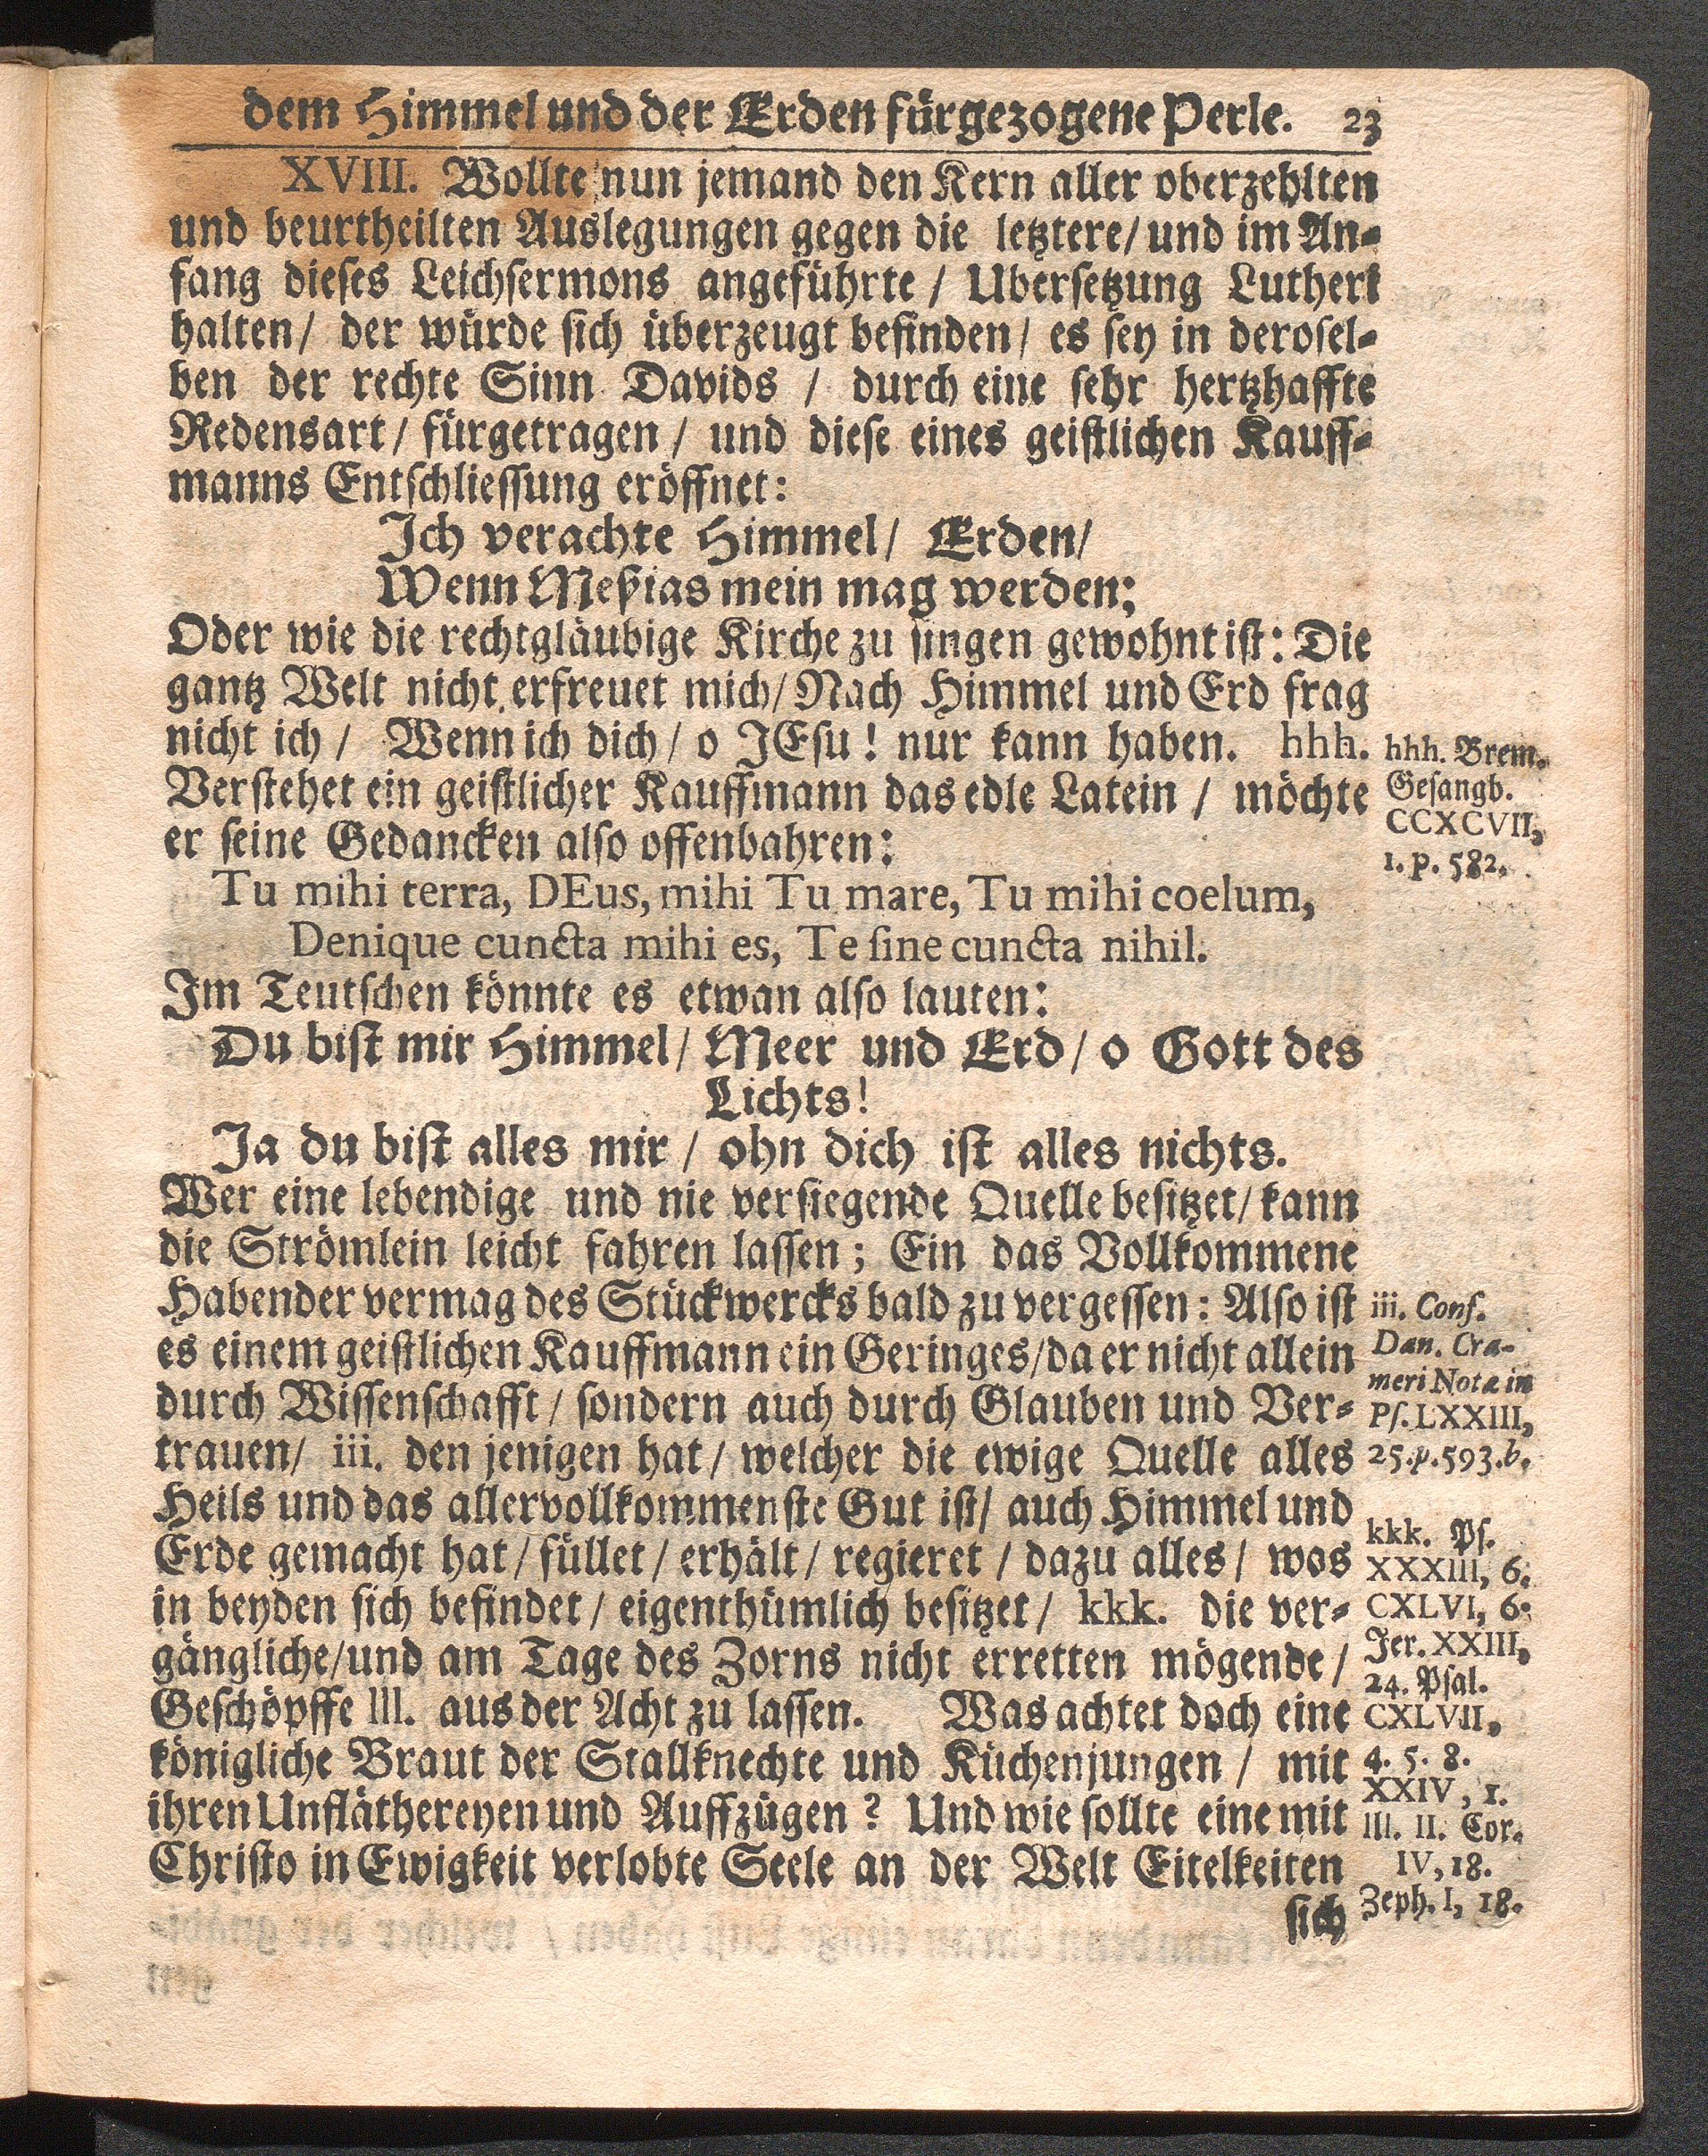 dem Himmel und der Erden fürgezogene Perle. 23
XVIII. Wollte nun jemand den Kern aller oberzehlten
und beurtheilten Auslegungen gegen die letztere/ und im An-
fang dieses Leichsermons angeführte / Ubersetzung Lutheri
halten/ der würde sich überzeugt befinden/ es sey in derosel-
ben der rechte Sinn Davids / durch eine sehr hertzhaffte
Redensart / fürgetragen / und diese eines geistlichen Kauff-
manns Entschliessung eröffnet:
Ich verachte Himmel/ Erden/
Wenn Meßias mein mag werden;
Oder wie die rechtgläubige Kirche zu singen gewohnt ist: Die
gantz Welt nicht erfreuet mich/ Nach Himmel und Erd frag
nicht ich / Wenn ich dich / o JEsu! nur kann haben. hhh.
Verstehet ein geistlicher Kauffmann das edle Latein / möchte
er seine Gedancken also offenbahren:
Tu mihi terra, DEus, mihi Tu mare, Tu mihi coelum,
Denique cuncta mihi es, Te sine cuncta nihil.
Im Teutschen könnte es etwan also lauten:
Du bist mir Himmel / Meer und Erd / o Gott des
Lichts!
Ja du bist alles mir / ohn dich ist alles nichts.
Wer eine lebendige und nie versiegende Quelle besitzet/ kann
die Strömlein leicht fahren lassen; Ein das Vollkommene
Habender vermag des Stückwercks bald zu vergessen: Also ist
es einem geistlichen Kauffmann ein Geringes/ da er nicht allein
durch Wissenschafft / sondern auch durch Glauben und Ver-
trauen/ iii. den jenigen hat / welcher die ewige Quelle alles
Heils und das allervollkommenste Gut ist/ auch Himmel und
Erde gemacht hat / füllet / erhält / regieret / dazu alles / was
in beyden sich befindet / eigenthümlich besitzet / kkk. die ver-
gängliche/und am Tage des Zorns nicht erretten mögende /
Geschöpffe lll. aus der Acht zu lassen. Was achtet doch eine
königliche Braut der Stallknechte und Küchenjungen / mit
ihren Unfläthereyen und Auffzügen? Und wie sollte eine mit
Christo in Ewigkeit verlobte Seele an der Welt Eitelkeiten
sich
hhh. Brem.
Gesangb.
CCXCVII,
1. p. 582.
iii. Conf.
Dan. Cra-
meri Notæ in
Ps. LXXIII,
25. p. 593. b.
kkk. Ps.
XXXIII, 6.
CXLVI, 6.
Jer. XXIII,
24. Psal.
CXLVII,
4. 5. 8.
XXIV, 1.
lll. II. Cor.
IV, 18.
Zeph. I, 18.